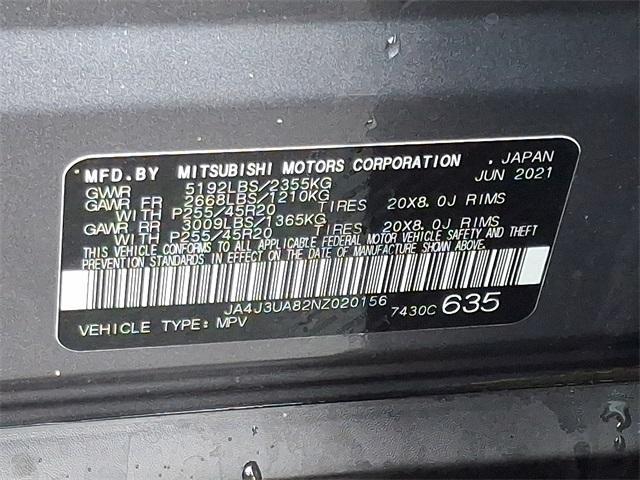 MFD.BY MITSUBISHI MOTORS CORPORATION . JAPAN
JUN 2021
GVWR 5192LBS/2355KG
GAWR FR 2668LBS/1210KG
WITH P255/45R20 TIRES 20X8.0J RIMS
GAWR RR 3009LBS/1365KG
WITH P255/45R20 TIRES 20X8.0J RIMS
THIS VEHICLE CONFORMS TO ALL APPLICABLE FEDERAL MOTOR VEHICLE SAFETY AND THEFT
PREVENTION STANDARDS IN EFFECT ON THE DATE OF MANUFACTURE SHOWN ABOVE.
JA4J3UA82NZ020156
VEHICLE TYPE: MPV 7430C 635